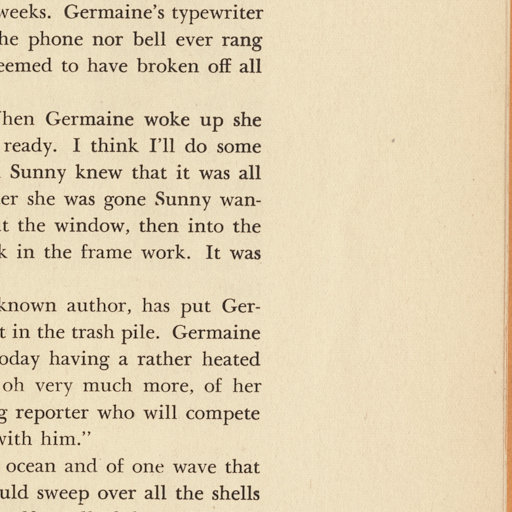 weeks. Germaine's typewriter
he phone nor bell ever rang
eemed to have broken off all
hen Germaine woke up she
ready. I think I'll do some
Sunny knew that it was all
er she was gone Sunny wan-
t the window, then into the
k in the frame work. It was
known author, has put Ger-
t in the trash pile. Germaine
oday having a rather heated
oh very much more, of her
g reporter who will compete
with him."
ocean and of one wave that
uld sweep over all the shells